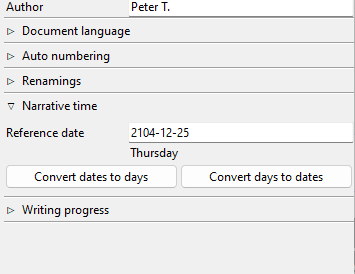 Author Peter T.
Document language
Auto numbering
Renamings
Narrative time
Reference date 2104-12-25
Thursday
Convert dates to days Convert days to dates
Writing progress